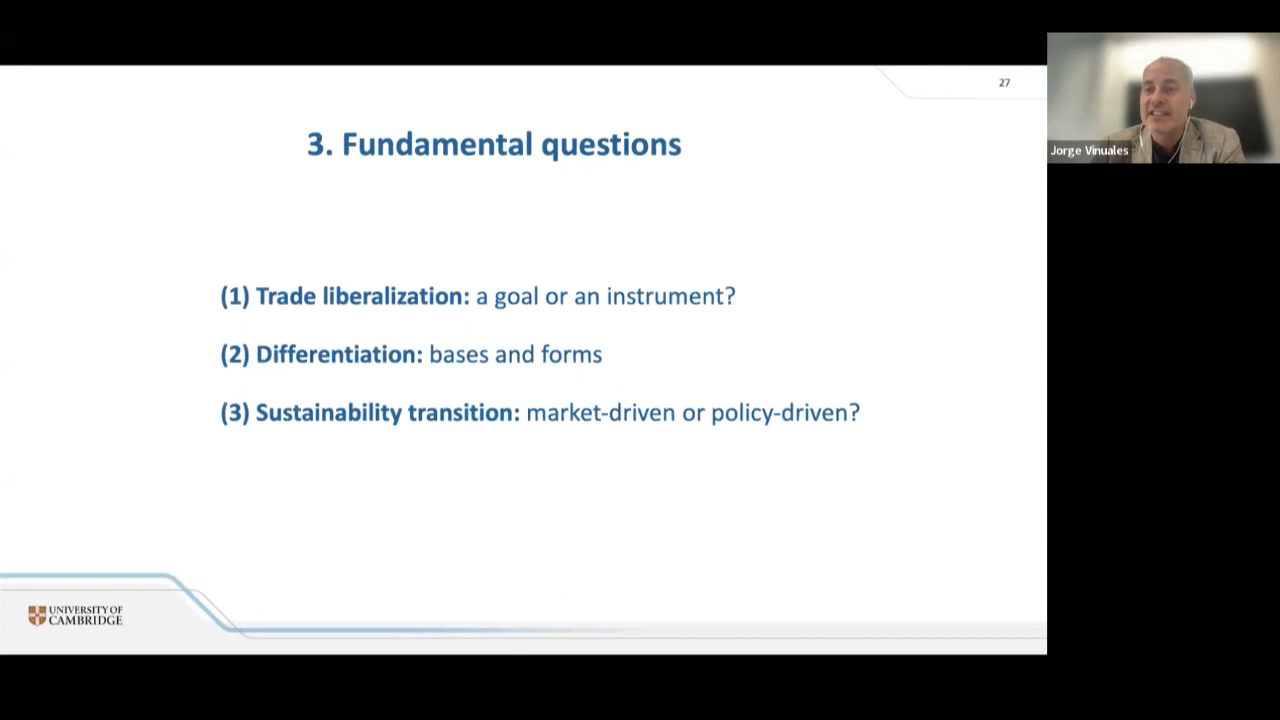 27
3. Fundamental questions
(1) Trade liberalization: a goal or an instrument?
(2) Differentiation: bases and forms
(3) Sustainability transition: market-driven or policy-driven?
UNIVERSITY OF
CAMBRIDGE
Jorge Vinuales